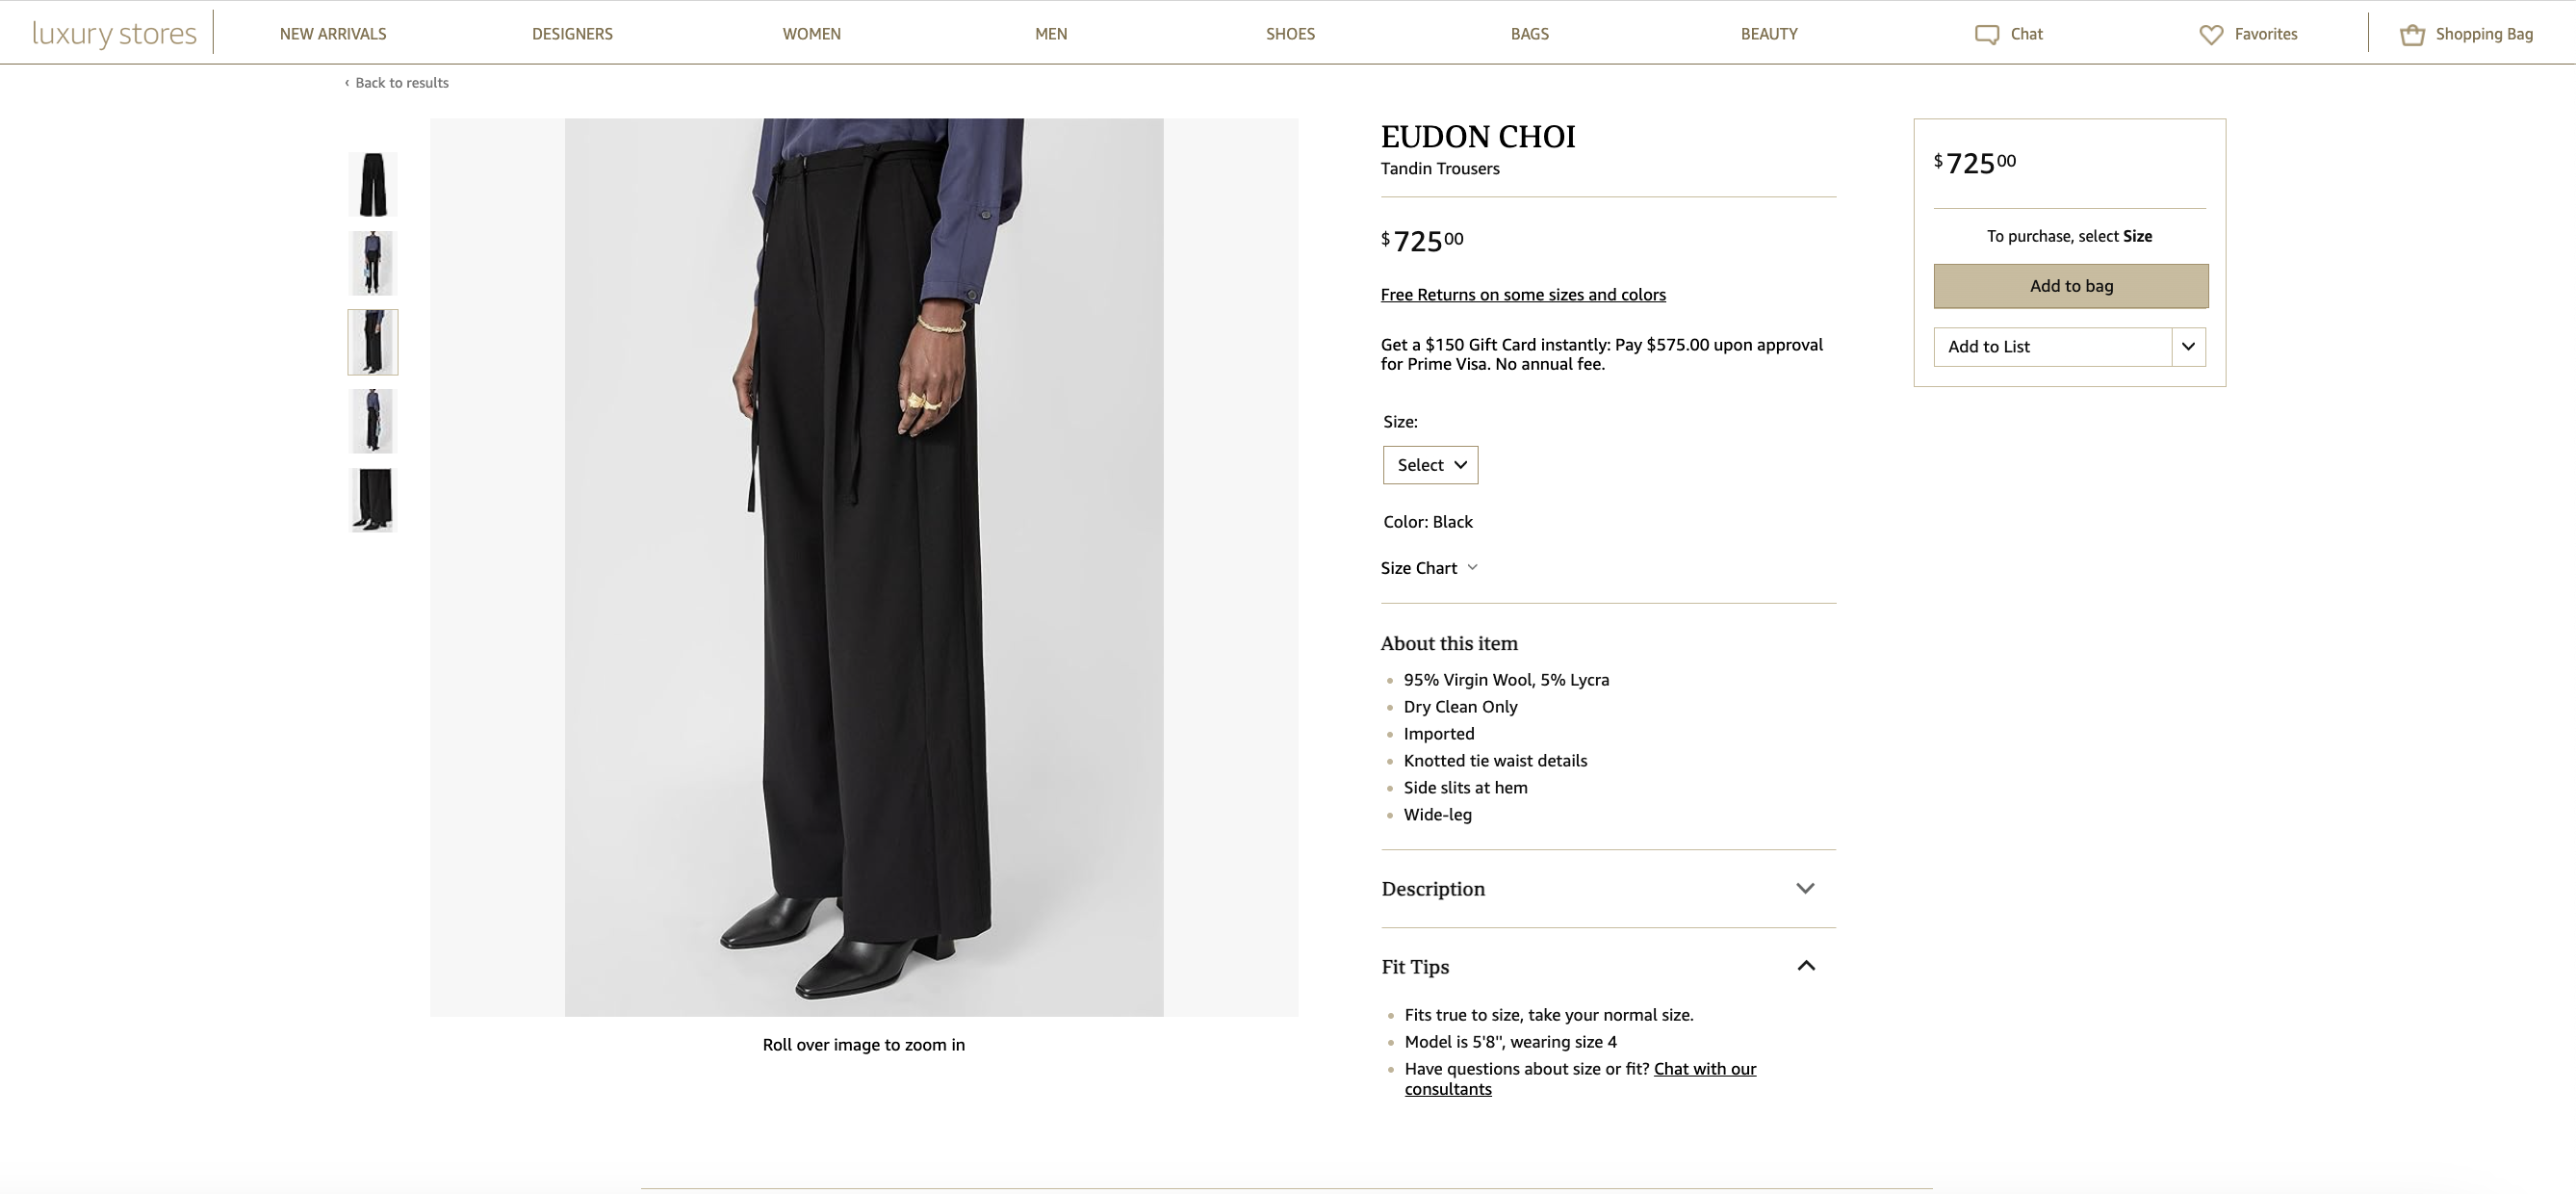 luxury stores
NEW ARRIVALS
DESIGNERS
WOMEN
MEN
SHOES
BAGS
BEAUTY
Chat
Favorites
Shopping Bag
‹ Back to results
EUDON CHOI
Tandin Trousers
$72500
Free Returns on some sizes and colors
Get a $150 Gift Card instantly: Pay $575.00 upon approval
for Prime Visa. No annual fee.
Size:
Select
Color: Black
Size Chart
About this item
95% Virgin Wool, 5% Lycra
Dry Clean Only
Imported
Knotted tie waist details
Side slits at hem
Wide-leg
Description
Fit Tips
Fits true to size, take your normal size.
Model is 5'8", wearing size 4
Have questions about size or fit? Chat with our
consultants
Roll over image to zoom in
$72500
To purchase, select Size
Add to bag
Add to List